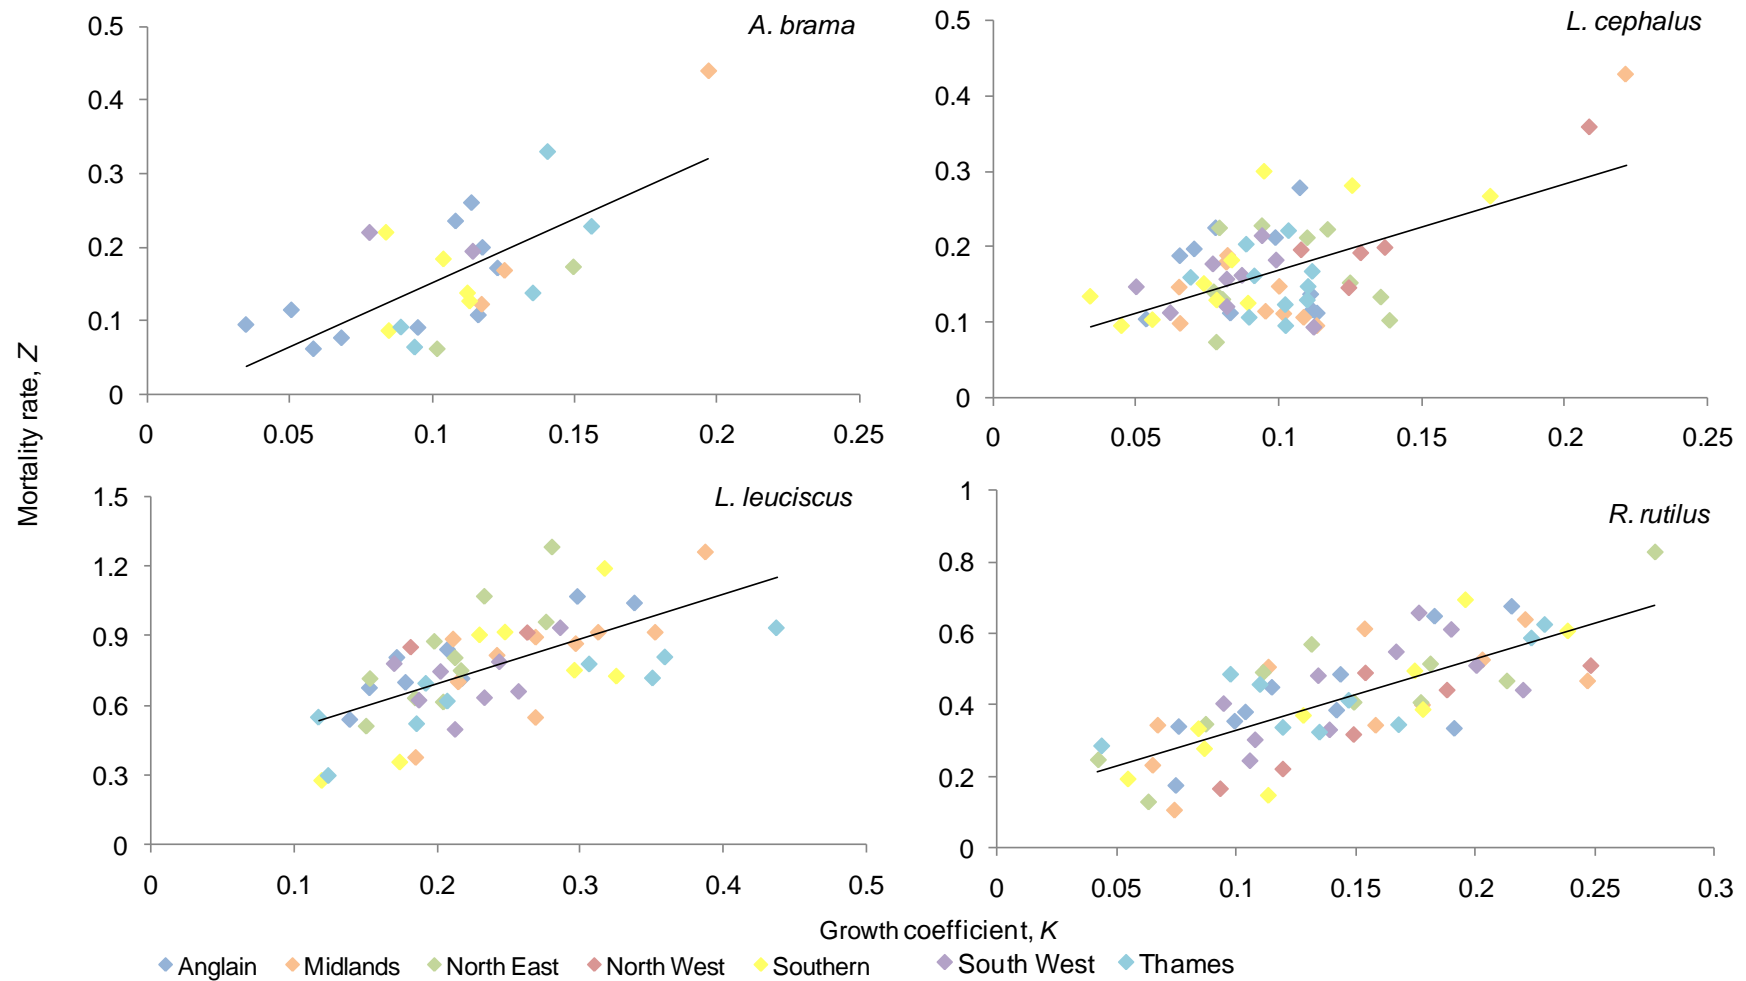 A. brama
0.5
0.4
0.3
0.2
0.1
0
0 0.05 0.1 0.15 0.2 0.25
L. cephalus
0.5
0.4
0.3
0.2
0.1
0
0 0.05 0.1 0.15 0.2 0.25
Mortality rate, Z
L. leuciscus
1.5
1.2
0.9
0.6
0.3
0
0 0.1 0.2 0.3 0.4 0.5
R. rutilus
1
0.8
0.6
0.4
0.2
0
0 0.05 0.1 0.15 0.2 0.25 0.3
Growth coefficient, K
Anglain Midlands North East North West Southern South West Thames